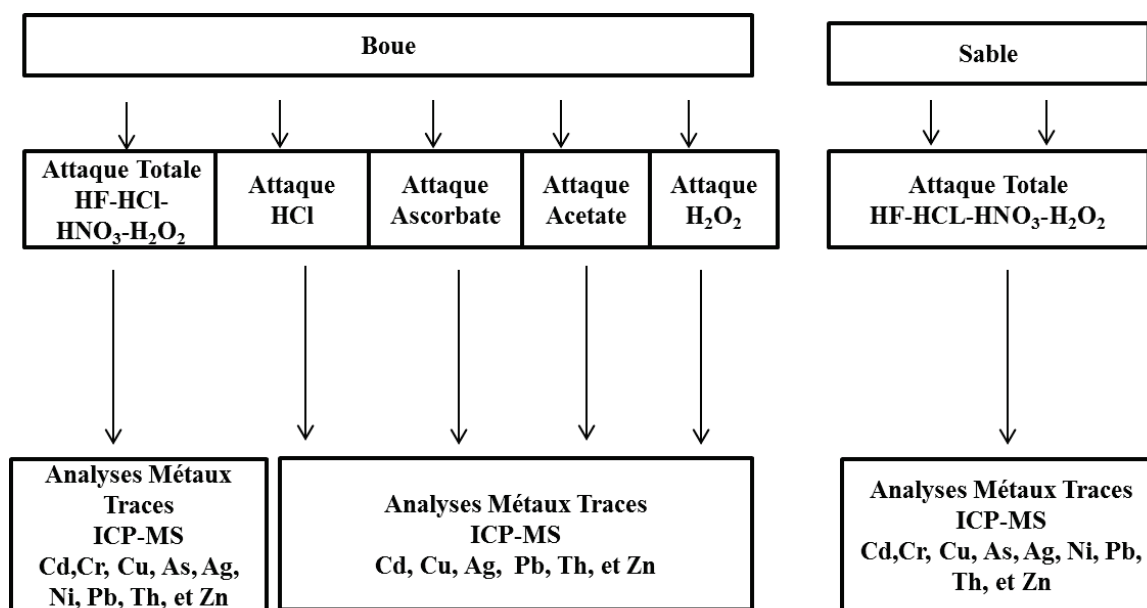 Boue
Sable
Attaque Totale
HF-HCl-
HNO₃-H₂O₂
Attaque
HCl
Attaque
Ascorbate
Attaque
Acetate
Attaque
H₂O₂
Attaque Totale
HF-HCL-HNO₃-H₂O₂
Analyses Métaux
Traces
ICP-MS
Cd,Cr, Cu, As, Ag,
Ni, Pb, Th, et Zn
Analyses Métaux Traces
ICP-MS
Cd, Cu, Ag, Pb, Th, et Zn
Analyses Métaux Traces
ICP-MS
Cd,Cr, Cu, As, Ag, Ni, Pb,
Th, et Zn